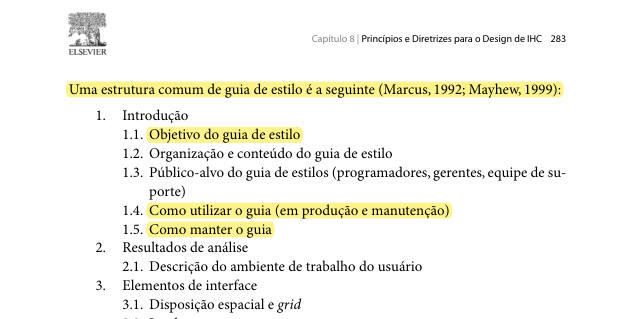 ELSEVIER
Capítulo 8 | Princípios e Diretrizes para o Design de IHC 283
Uma estrutura comum de guia de estilo é a seguinte (Marcus, 1992; Mayhew, 1999):
1. Introdução
1.1. Objetivo do guia de estilo
1.2. Organização e conteúdo do guia de estilo
1.3. Público-alvo do guia de estilos (programadores, gerentes, equipe de su-
porte)
1.4. Como utilizar o guia (em produção e manutenção)
1.5. Como manter o guia
2. Resultados de análise
2.1. Descrição do ambiente de trabalho do usuário
3. Elementos de interface
3.1. Disposição espacial e grid